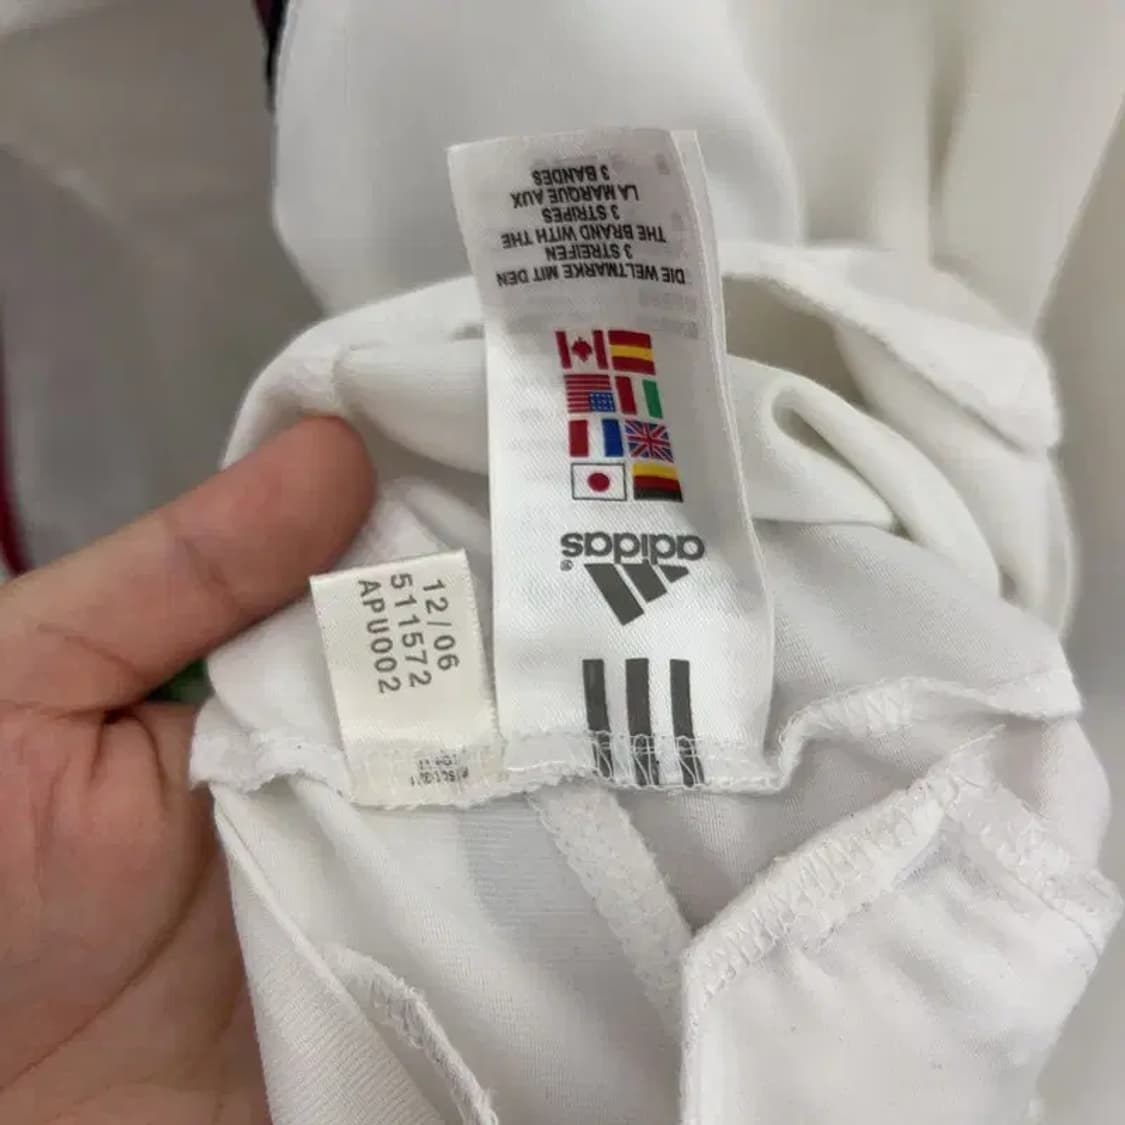 DIE WELTMARKE MIT DEN
3 STREIFEN
THE BRAND WITH THE
3 STRIPES
LA MARQUE AUX
3 BANDES
adidas®
12/06
511572
APU002